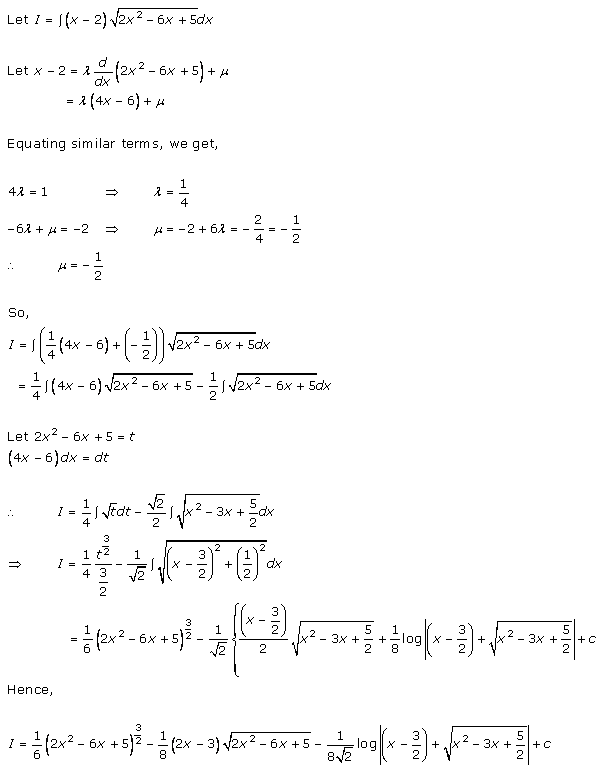 Let I = ∫(x − 2)√(2x² − 6x + 5)dx
Let x − 2 = λ d/dx (2x² − 6x + 5) + μ
= λ(4x − 6) + μ
Equating similar terms, we get,
4λ = 1 ⇒ λ = 1/4
-6λ + μ = −2 ⇒ μ = −2 + 6λ = −2/4 = −1/2
∴ μ = −1/2
So,
I = ∫(1/4(4x − 6) + (−1/2))√(2x² − 6x + 5)dx
= 1/4 ∫(4x − 6)√(2x² − 6x + 5) − 1/2 ∫√(2x² − 6x + 5)dx
Let 2x² − 6x + 5 = t
(4x − 6)dx = dt
∴ I = 1/4 ∫√t dt − √2/2 ∫√(x² − 3x + 5/2)dx
⇒ I = 1/4 t^(3/2)/(3/2) − 1/√2 ∫√((x − 3/2)² + (1/2)²)dx
= 1/6 (2x² − 6x + 5)^(3/2) − 1/√2 {(x − 3/2)/2 √(x² − 3x + 5/2) + 1/8 log|(x − 3/2) + √(x² − 3x + 5/2)| + c
Hence,
I = 1/6 (2x² − 6x + 5)^(3/2) − 1/8 (2x − 3)√(2x² − 6x + 5) − 1/(8√2) log|(x − 3/2) + √(x² − 3x + 5/2)| + c